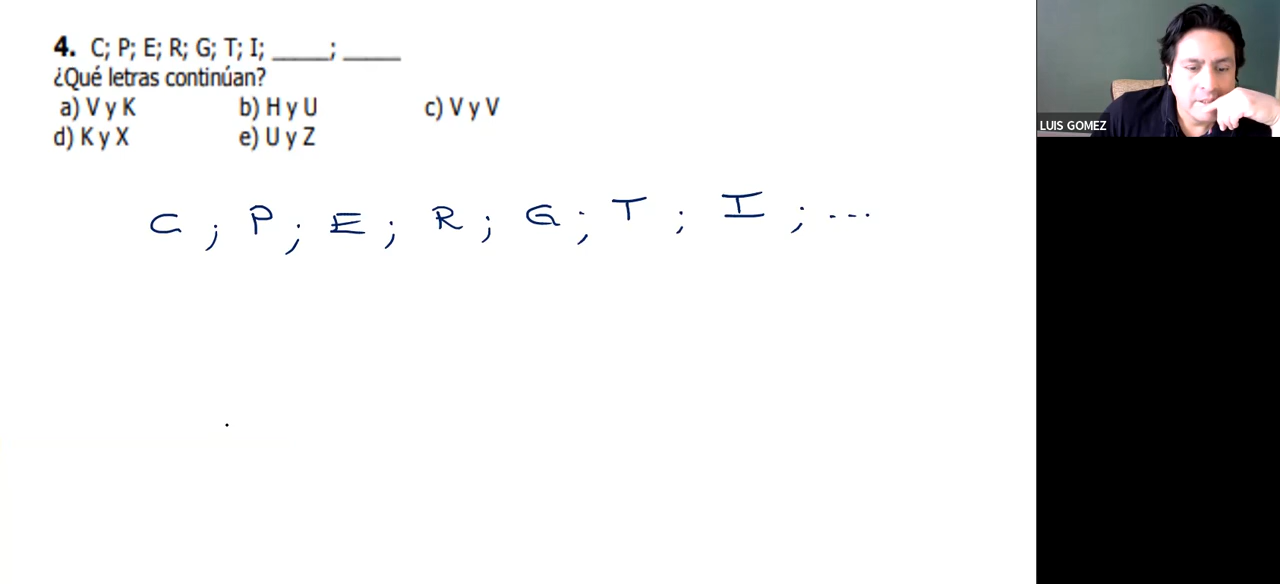 4. C; P; E; R; G; T; I; _____; _____
¿Qué letras continúan?
a) V y K b) H y U c) V y V
d) K y X e) U y Z
C ; P ; E ; R ; G ; T ; I ; ...
LUIS GOMEZ